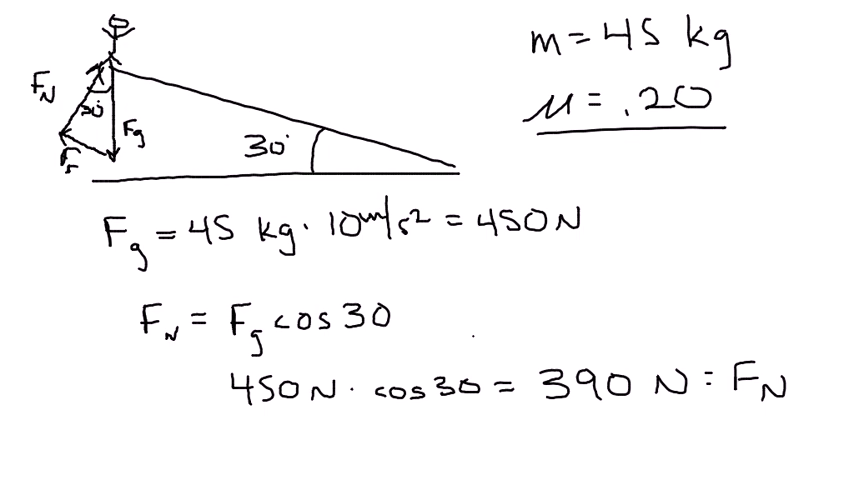 m = 45 kg
μ = .20
F_N
30°
F_g
F_f
30°
F_g = 45 kg · 10 m/s² = 450 N
F_N = F_g cos 30
450 N · cos 30 = 390 N = F_N